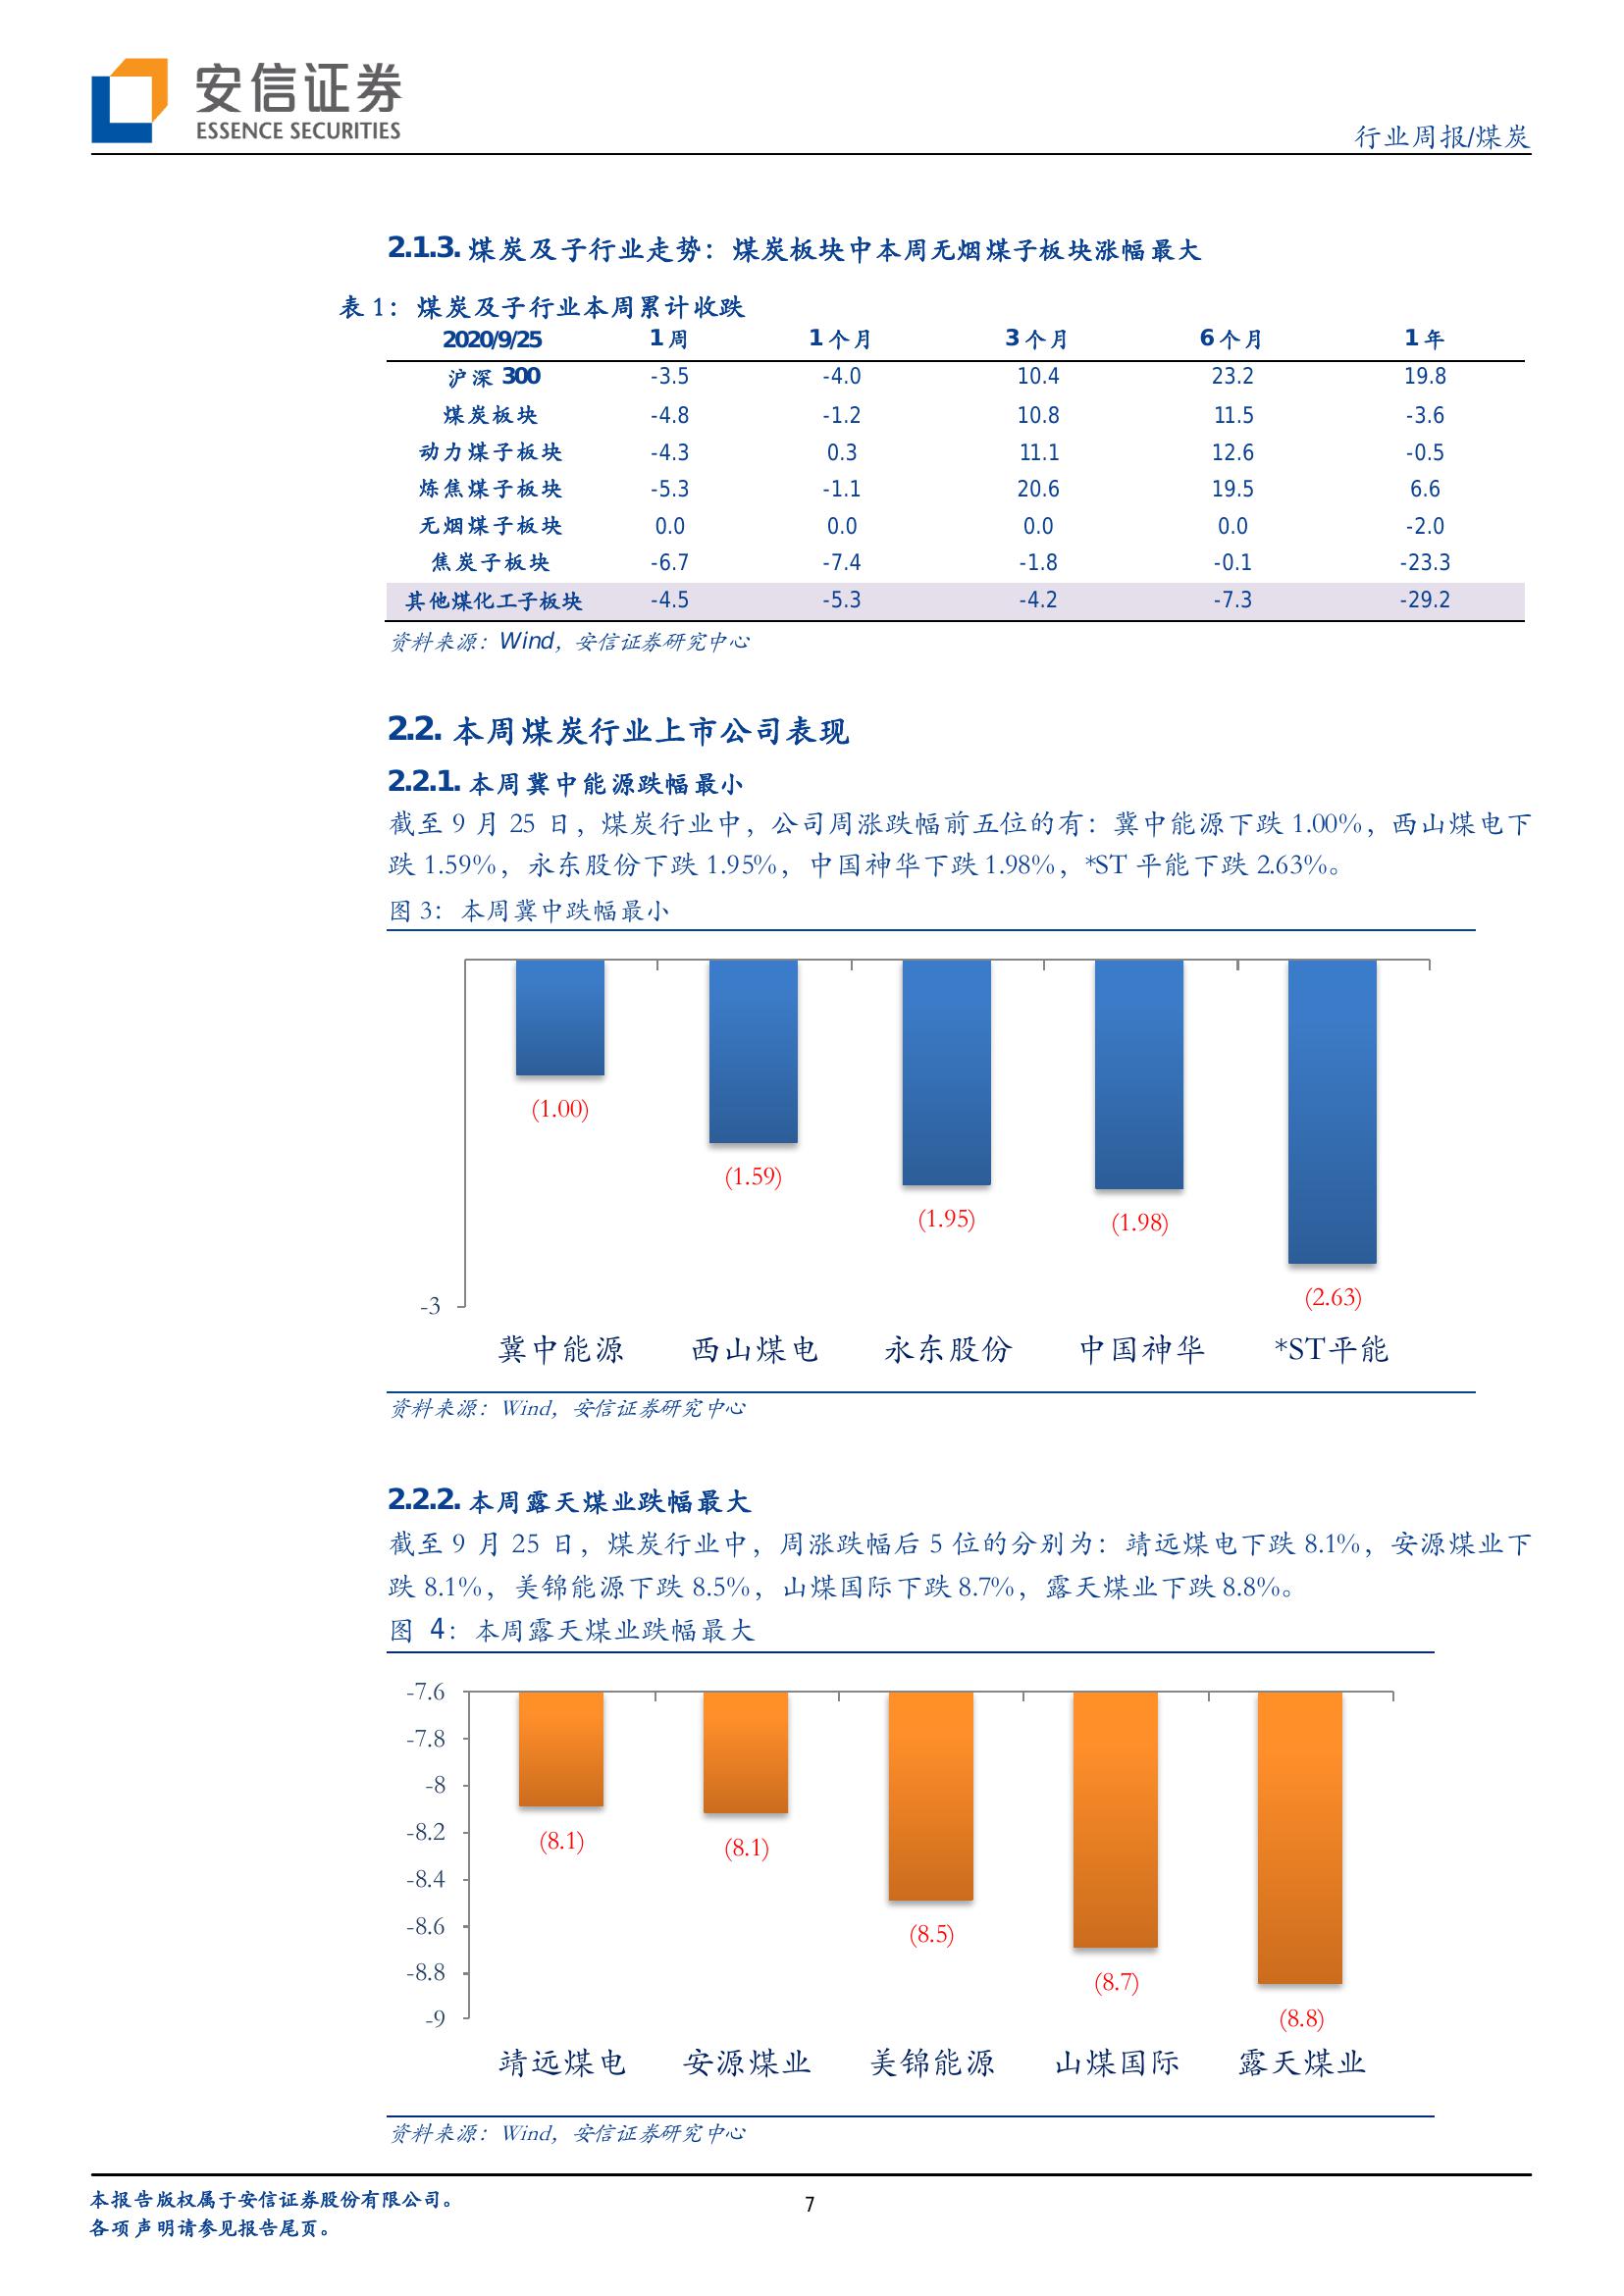 安信证券
ESSENCE SECURITIES
行业周报/煤炭
2.1.3. 煤炭及子行业走势：煤炭板块中本周无烟煤子板块涨幅最大
表 1：煤炭及子行业本周累计收跌
2020/9/25 1 周 1 个月 3 个月 6 个月 1 年
沪深 300 -3.5 -4.0 10.4 23.2 19.8
煤炭板块 -4.8 -1.2 10.8 11.5 -3.6
动力煤子板块 -4.3 0.3 11.1 12.6 -0.5
炼焦煤子板块 -5.3 -1.1 20.6 19.5 6.6
无烟煤子板块 0.0 0.0 0.0 0.0 -2.0
焦炭子板块 -6.7 -7.4 -1.8 -0.1 -23.3
其他煤化工子板块 -4.5 -5.3 -4.2 -7.3 -29.2
资料来源：Wind，安信证券研究中心
2.2. 本周煤炭行业上市公司表现
2.2.1. 本周冀中能源跌幅最小
截至 9 月 25 日，煤炭行业中，公司周涨跌幅前五位的有：冀中能源下跌 1.00%，西山煤电下
跌 1.59%，永东股份下跌 1.95%，中国神华下跌 1.98%，*ST 平能下跌 2.63%。
图 3：本周冀中跌幅最小
(1.00)
(1.59)
(1.95)
(1.98)
(2.63)
-3
冀中能源 西山煤电 永东股份 中国神华 *ST平能
资料来源：Wind，安信证券研究中心
2.2.2. 本周露天煤业跌幅最大
截至 9 月 25 日，煤炭行业中，周涨跌幅后 5 位的分别为：靖远煤电下跌 8.1%，安源煤业下
跌 8.1%，美锦能源下跌 8.5%，山煤国际下跌 8.7%，露天煤业下跌 8.8%。
图 4：本周露天煤业跌幅最大
-7.6
-7.8
-8
-8.2
-8.4
-8.6
-8.8
-9
(8.1)
(8.1)
(8.5)
(8.7)
(8.8)
靖远煤电 安源煤业 美锦能源 山煤国际 露天煤业
资料来源：Wind，安信证券研究中心
本报告版权属于安信证券股份有限公司。
各项声明请参见报告尾页。
7